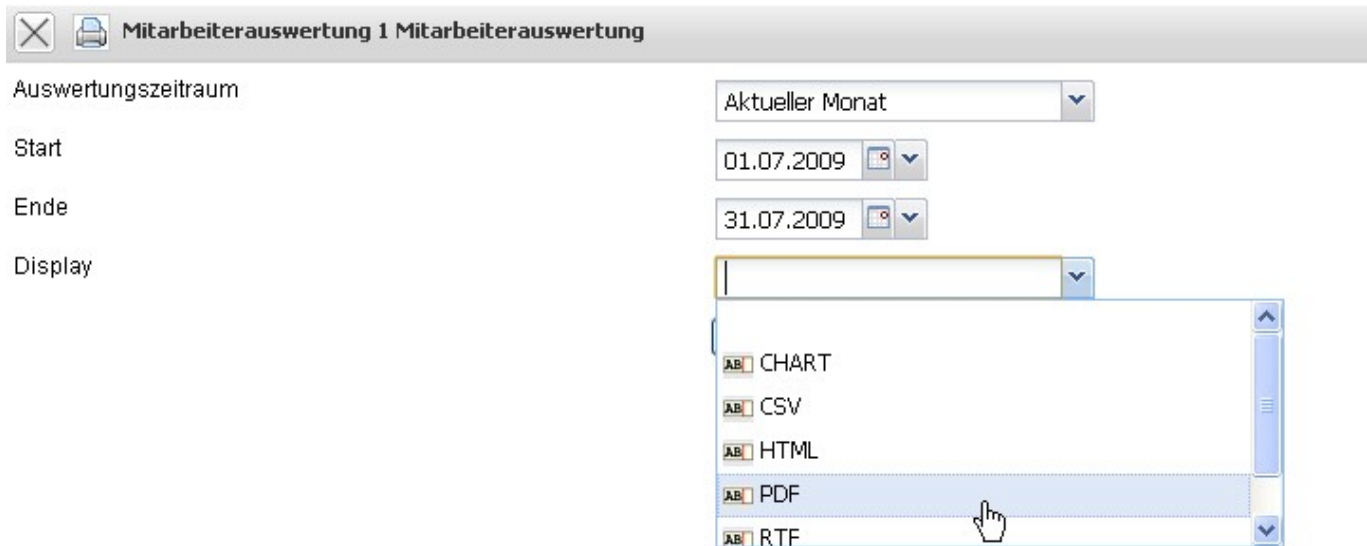 Mitarbeiterauswertung 1 Mitarbeiterauswertung
Auswertungszeitraum Aktueller Monat
Start 01.07.2009
Ende 31.07.2009
Display
CHART
CSV
HTML
PDF
RTF